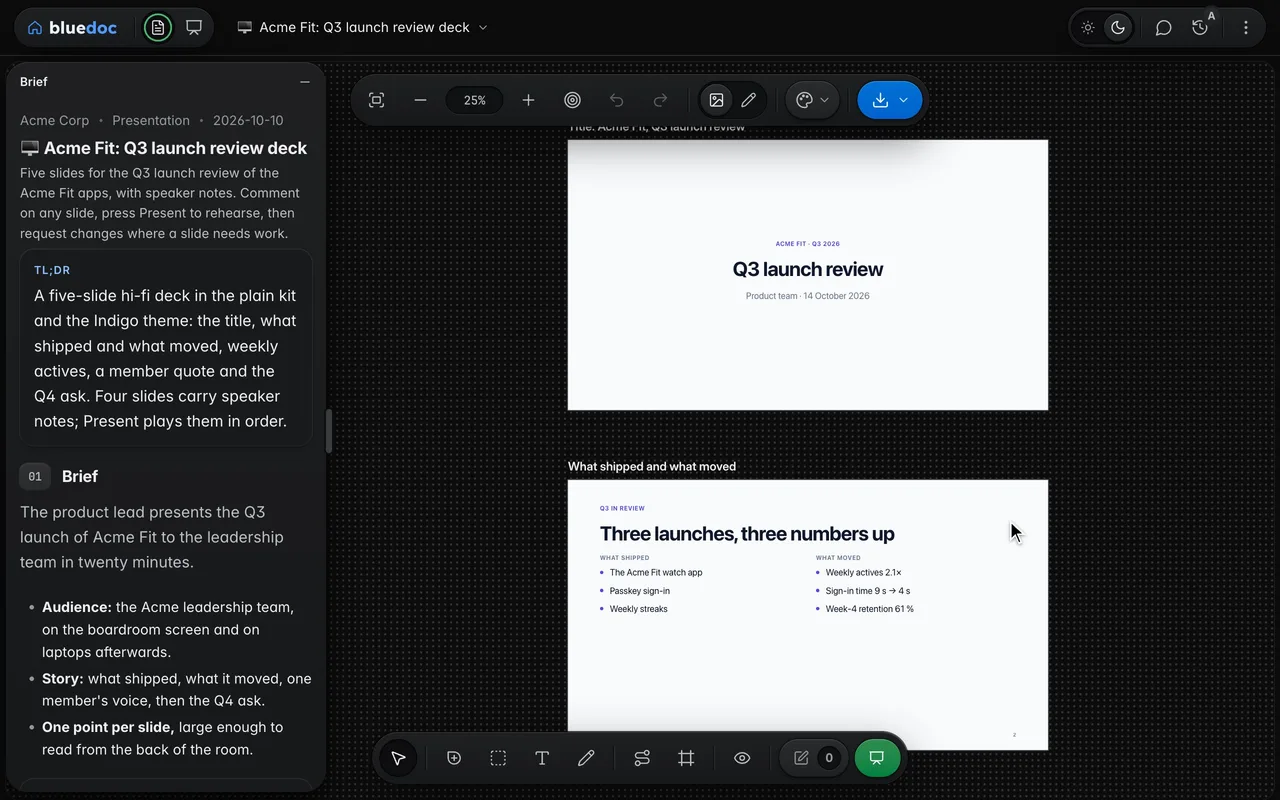 bluedoc
Acme Fit: Q3 launch review deck
A
Brief
Acme Corp • Presentation • 2026-10-10
Acme Fit: Q3 launch review deck
Five slides for the Q3 launch review of the
Acme Fit apps, with speaker notes. Comment
on any slide, press Present to rehearse, then
request changes where a slide needs work.
TL;DR
A five-slide hi-fi deck in the plain kit
and the Indigo theme: the title, what
shipped and what moved, weekly
actives, a member quote and the
Q4 ask. Four slides carry speaker
notes; Present plays them in order.
01 Brief
The product lead presents the Q3
launch of Acme Fit to the leadership
team in twenty minutes.
• Audience: the Acme leadership team,
on the boardroom screen and on
laptops afterwards.
• Story: what shipped, what it moved, one
member's voice, then the Q4 ask.
• One point per slide, large enough to
read from the back of the room.
25%
Title: Acme Fit, Q3 launch review
ACME FIT · Q3 2026
Q3 launch review
Product team · 14 October 2026
What shipped and what moved
Q3 IN REVIEW
Three launches, three numbers up
WHAT SHIPPED
• The Acme Fit watch app
• Passkey sign-in
• Weekly streaks
WHAT MOVED
• Weekly actives 2.1×
• Sign-in time 9 s → 4 s
• Week-4 retention 61 %
2
0